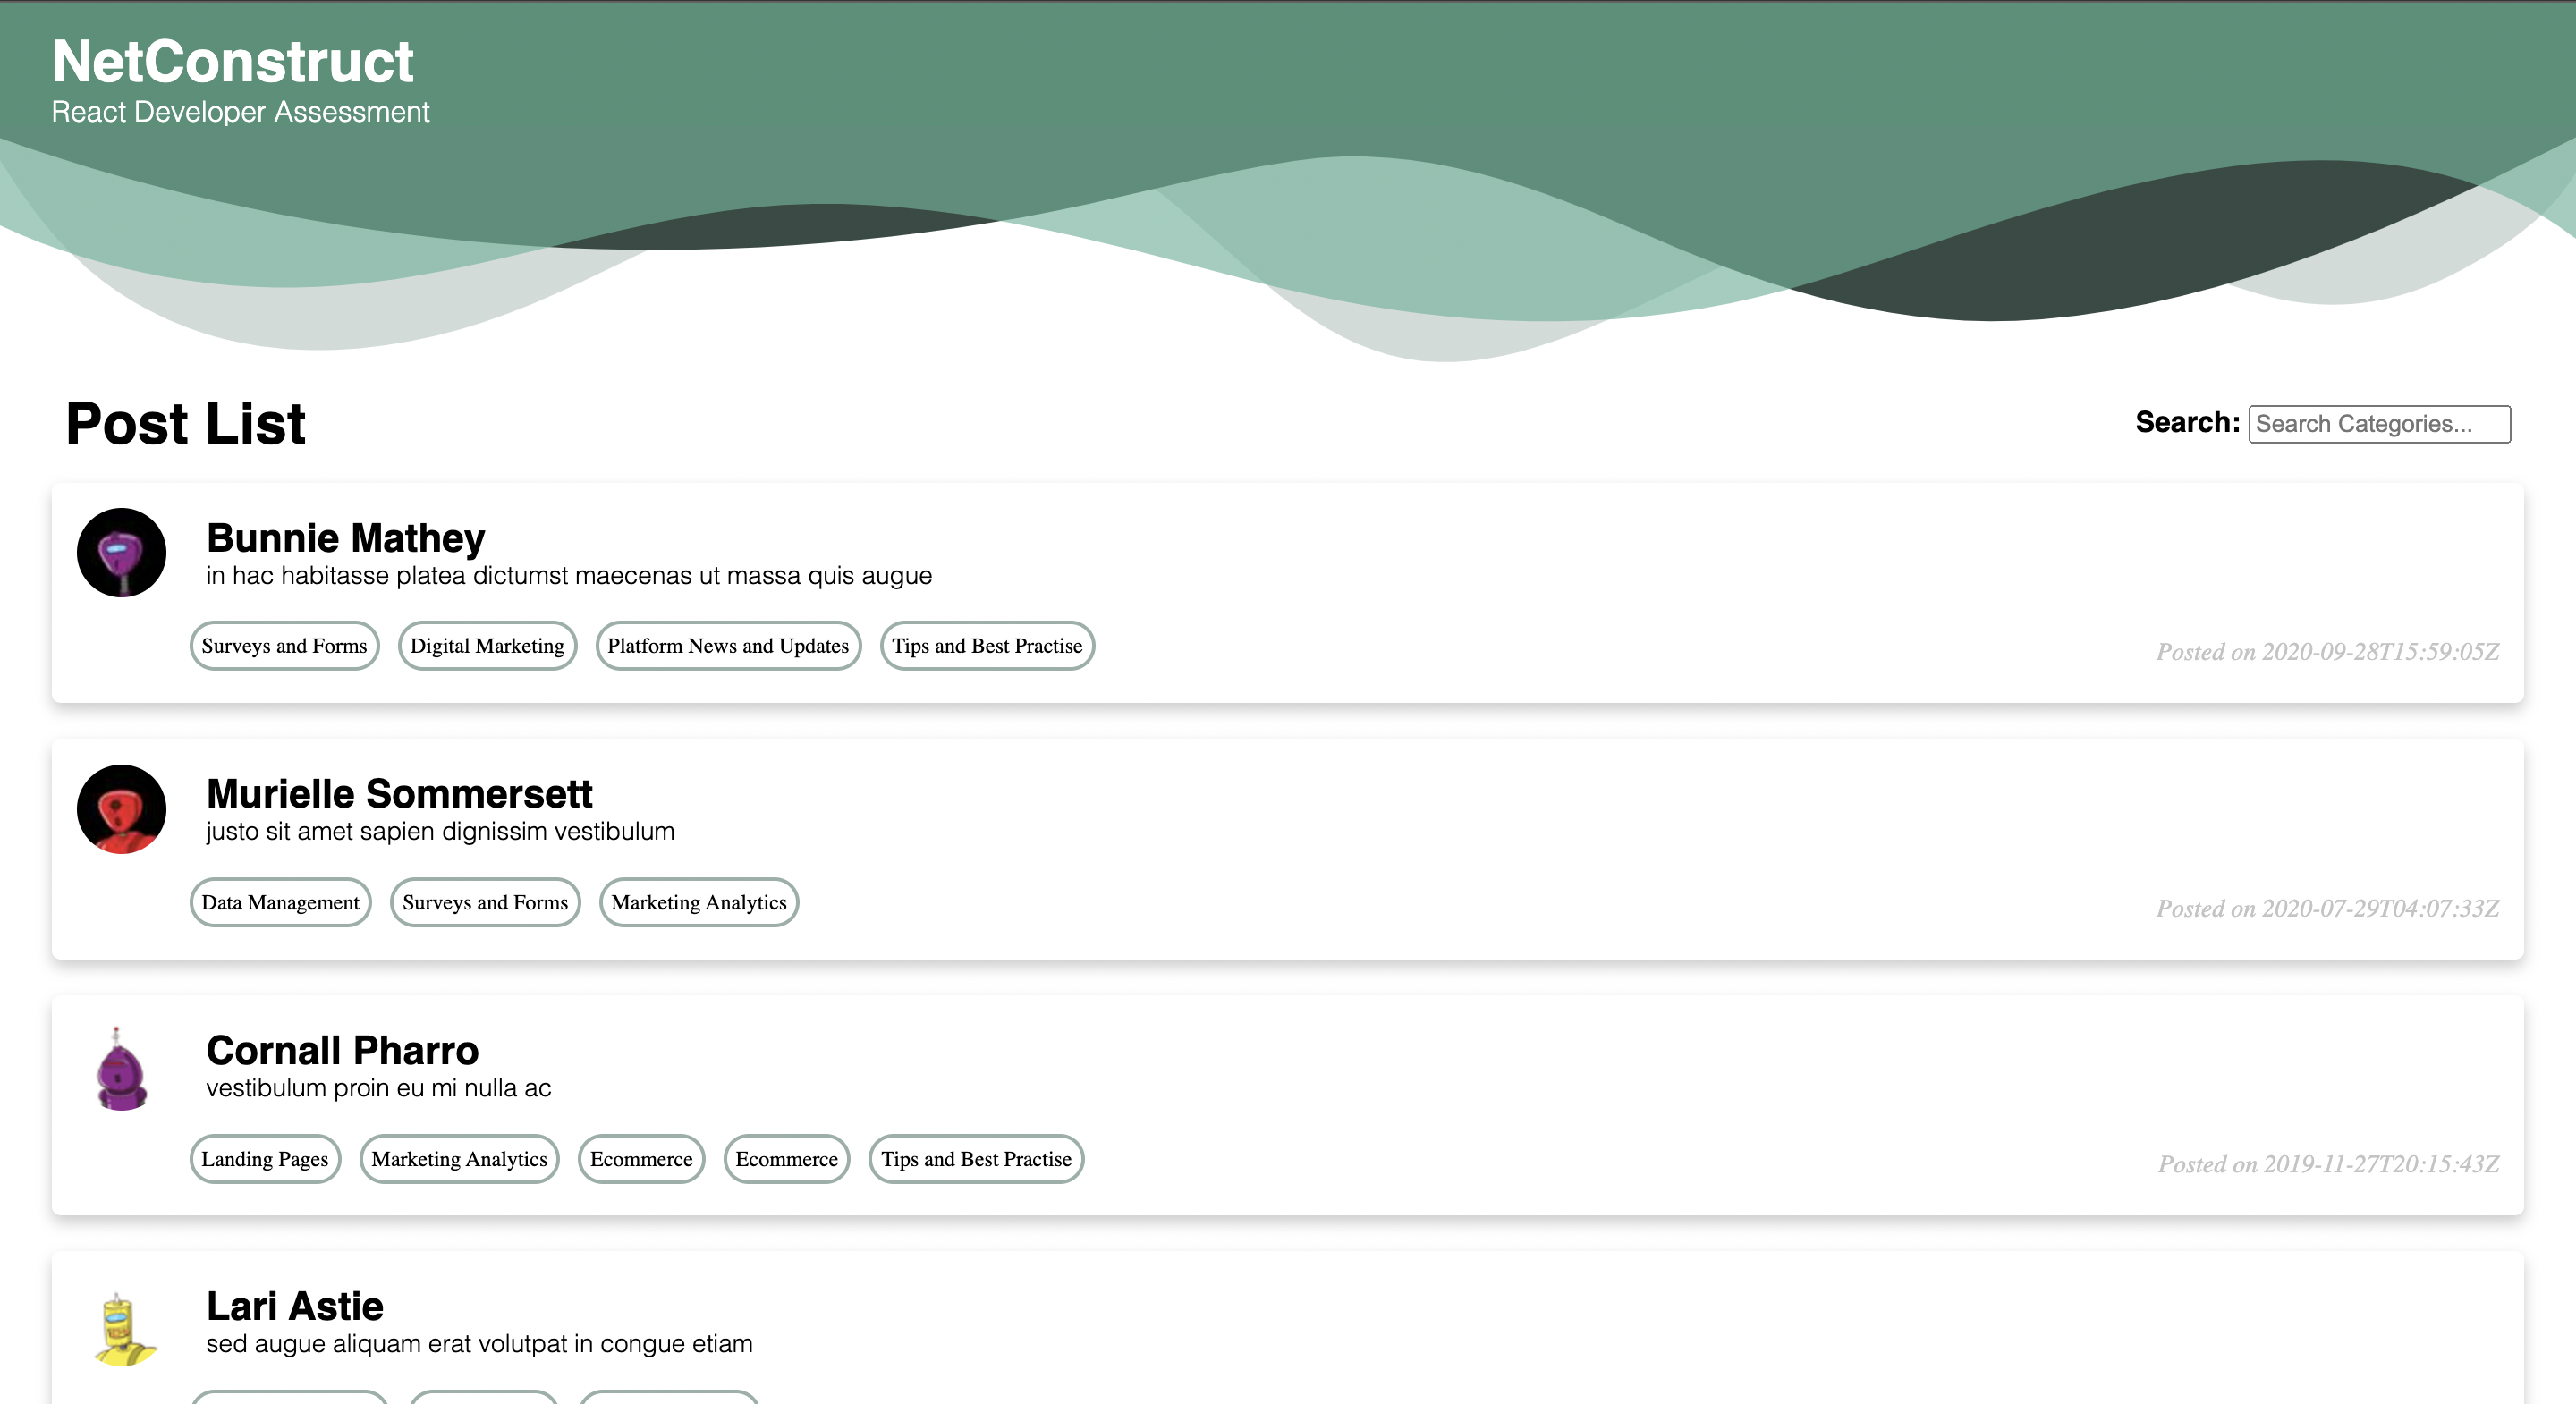 NetConstruct
React Developer Assessment
Post List
Search: Search Categories...
Bunnie Mathey
in hac habitasse platea dictumst maecenas ut massa quis augue
Surveys and Forms Digital Marketing Platform News and Updates Tips and Best Practise
Posted on 2020-09-28T15:59:05Z
Murielle Sommersett
justo sit amet sapien dignissim vestibulum
Data Management Surveys and Forms Marketing Analytics
Posted on 2020-07-29T04:07:33Z
Cornall Pharro
vestibulum proin eu mi nulla ac
Landing Pages Marketing Analytics Ecommerce Ecommerce Tips and Best Practise
Posted on 2019-11-27T20:15:43Z
Lari Astie
sed augue aliquam erat volutpat in congue etiam